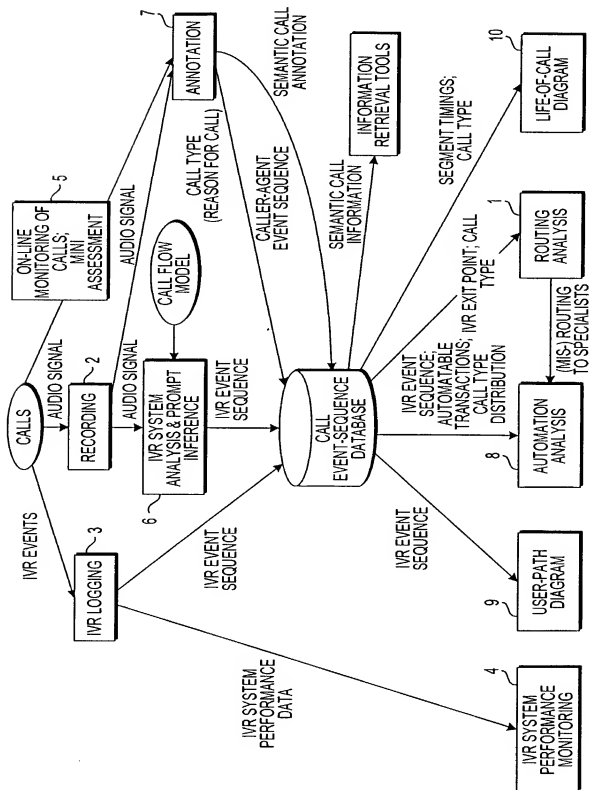 CALLS
IVR EVENTS
AUDIO SIGNAL
ON-LINE
MONITORING OF
CALLS;
MINI
ASSESSMENT
5
AUDIO SIGNAL
3
IVR LOGGING
2
RECORDING
AUDIO SIGNAL
7
ANNOTATION
CALL FLOW
MODEL
IVR SYSTEM
ANALYSIS & PROMPT
INFERENCE
6
CALL TYPE
(REASON FOR CALL)
SEMANTIC CALL
ANNOTATION
IVR EVENT
SEQUENCE
IVR EVENT
SEQUENCE
CALLER-AGENT
EVENT SEQUENCE
CALL
EVENT-SEQUENCE
DATABASE
SEMANTIC CALL
INFORMATION
INFORMATION
RETRIEVAL TOOLS
IVR SYSTEM
PERFORMANCE
DATA
IVR EVENT
SEQUENCE
IVR EVENT
SEQUENCE;
AUTOMATABLE
TRANSACTIONS;
CALL TYPE
DISTRIBUTION
IVR EXIT POINT; CALL
TYPE
SEGMENT TIMINGS;
CALL TYPE
4
IVR SYSTEM
PERFORMANCE
MONITORING
9
USER-PATH
DIAGRAM
8
AUTOMATION
ANALYSIS
(MIS-) ROUTING
TO SPECIALISTS
1
ROUTING
ANALYSIS
10
LIFE-OF-CALL
DIAGRAM